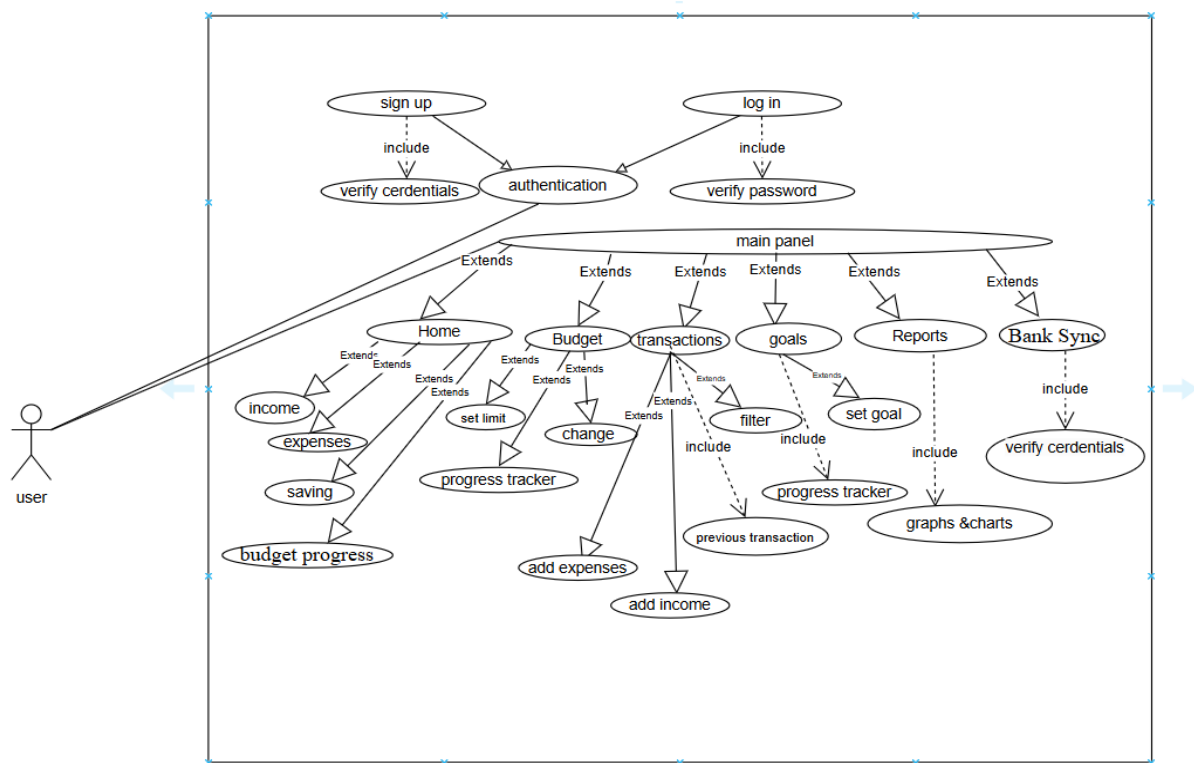 sign up
log in
include
include
verify cerdentials
authentication
verify password
main panel
Extends
Extends
Extends
Extends
Extends
Extends
Home
Budget
transactions
goals
Reports
Bank Sync
Extends
Extends
Extends
Extends
Extends
Extends
Extends
Extends
Extends
include
income
expenses
set limit
change
Extends
Extends
filter
set goal
include
include
include
verify cerdentials
saving
progress tracker
progress tracker
budget progress
previous transaction
graphs &charts
user
add expenses
add income